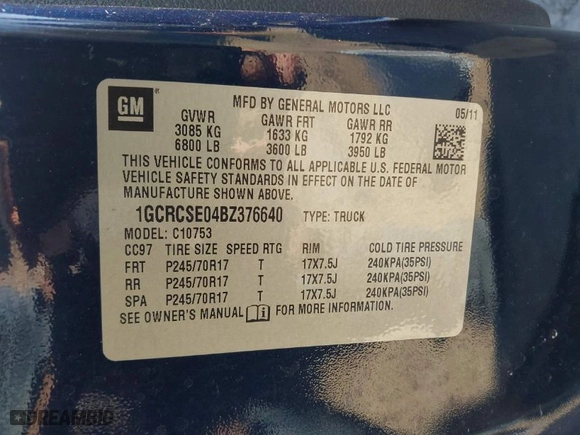 GM
MFD BY GENERAL MOTORS LLC
05/11
GVWR GAWR FRT GAWR RR
3085 KG 1633 KG 1792 KG
6800 LB 3600 LB 3950 LB
THIS VEHICLE CONFORMS TO ALL APPLICABLE U.S. FEDERAL MOTOR
VEHICLE SAFETY STANDARDS IN EFFECT ON THE DATE OF
MANUFACTURE SHOWN ABOVE.
1GCRCSE04BZ376640 TYPE: TRUCK
MODEL: C10753
CC97 TIRE SIZE SPEED RTG RIM COLD TIRE PRESSURE
FRT P245/70R17 T 17X7.5J 240KPA(35PSI)
RR P245/70R17 T 17X7.5J 240KPA(35PSI)
SPA P245/70R17 T 17X7.5J 240KPA(35PSI)
SEE OWNER'S MANUAL FOR MORE INFORMATION
DREAMBID